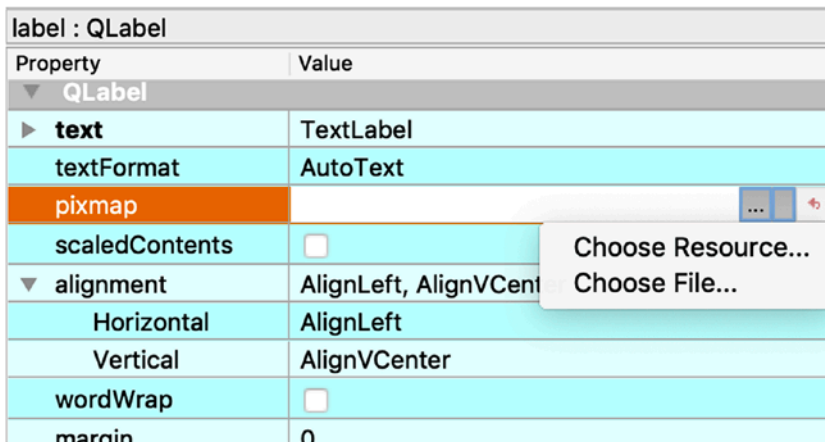 label : QLabel
Property Value
QLabel
text TextLabel
textFormat AutoText
pixmap ...
scaledContents
Choose Resource...
alignment AlignLeft, AlignVCent
Choose File...
Horizontal AlignLeft
Vertical AlignVCenter
wordWrap
margin 0